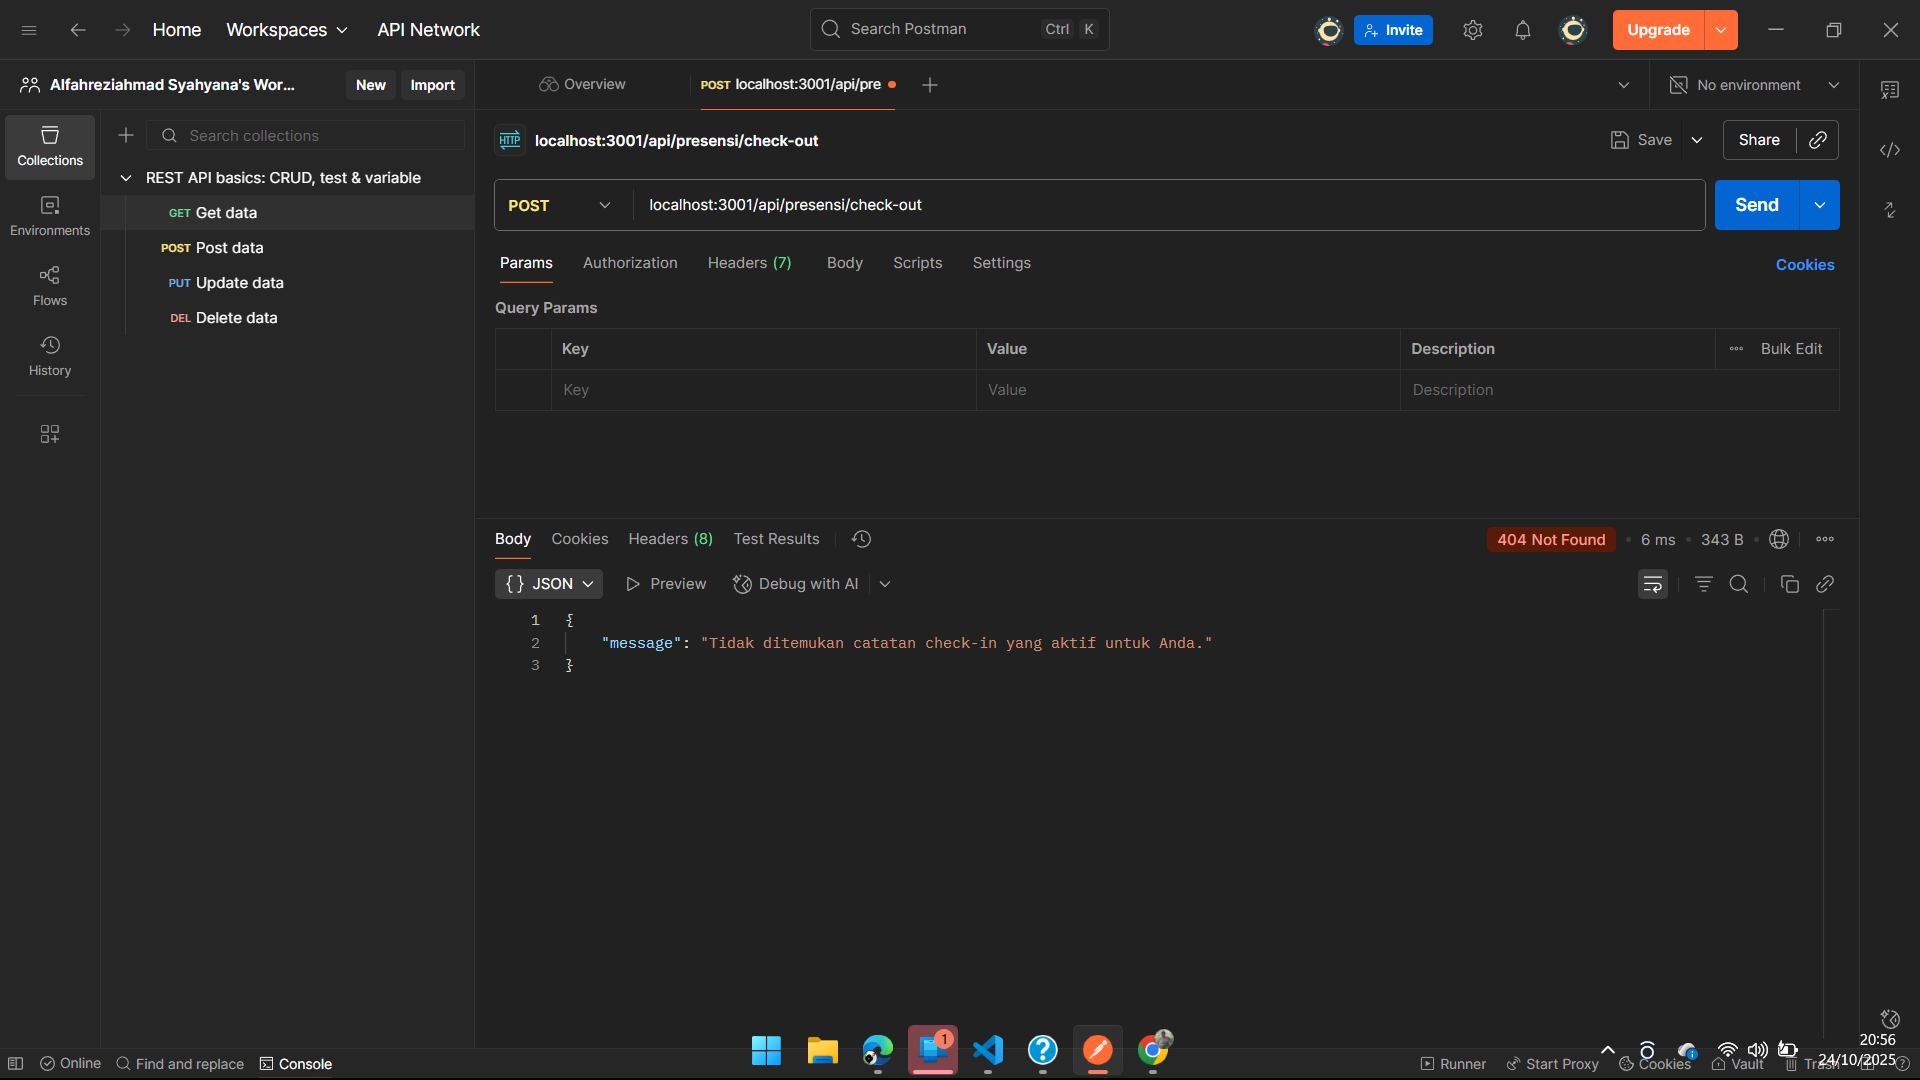 Home Workspaces API Network
Search Postman Ctrl K
Invite
Upgrade
Alfahreziahmad Syahyana's Wor...
New Import
Overview
POST localhost:3001/api/pre
No environment
Collections
Environments
Flows
History
Search collections
REST API basics: CRUD, test & variable
GET Get data
POST Post data
PUT Update data
DEL Delete data
HTTP localhost:3001/api/presensi/check-out
Save Share
POST localhost:3001/api/presensi/check-out
Send
Params Authorization Headers (7) Body Scripts Settings
Cookies
Query Params
Key Value Description ... Bulk Edit
Key Value Description
Body Cookies Headers (8) Test Results
404 Not Found • 6 ms • 343 B •
{} JSON Preview Debug with AI
1 {
2 "message": "Tidak ditemukan catatan check-in yang aktif untuk Anda."
3 }
Online Find and replace Console
1
Runner Start Proxy Cookies Vault Trash
20:56
24/10/2025